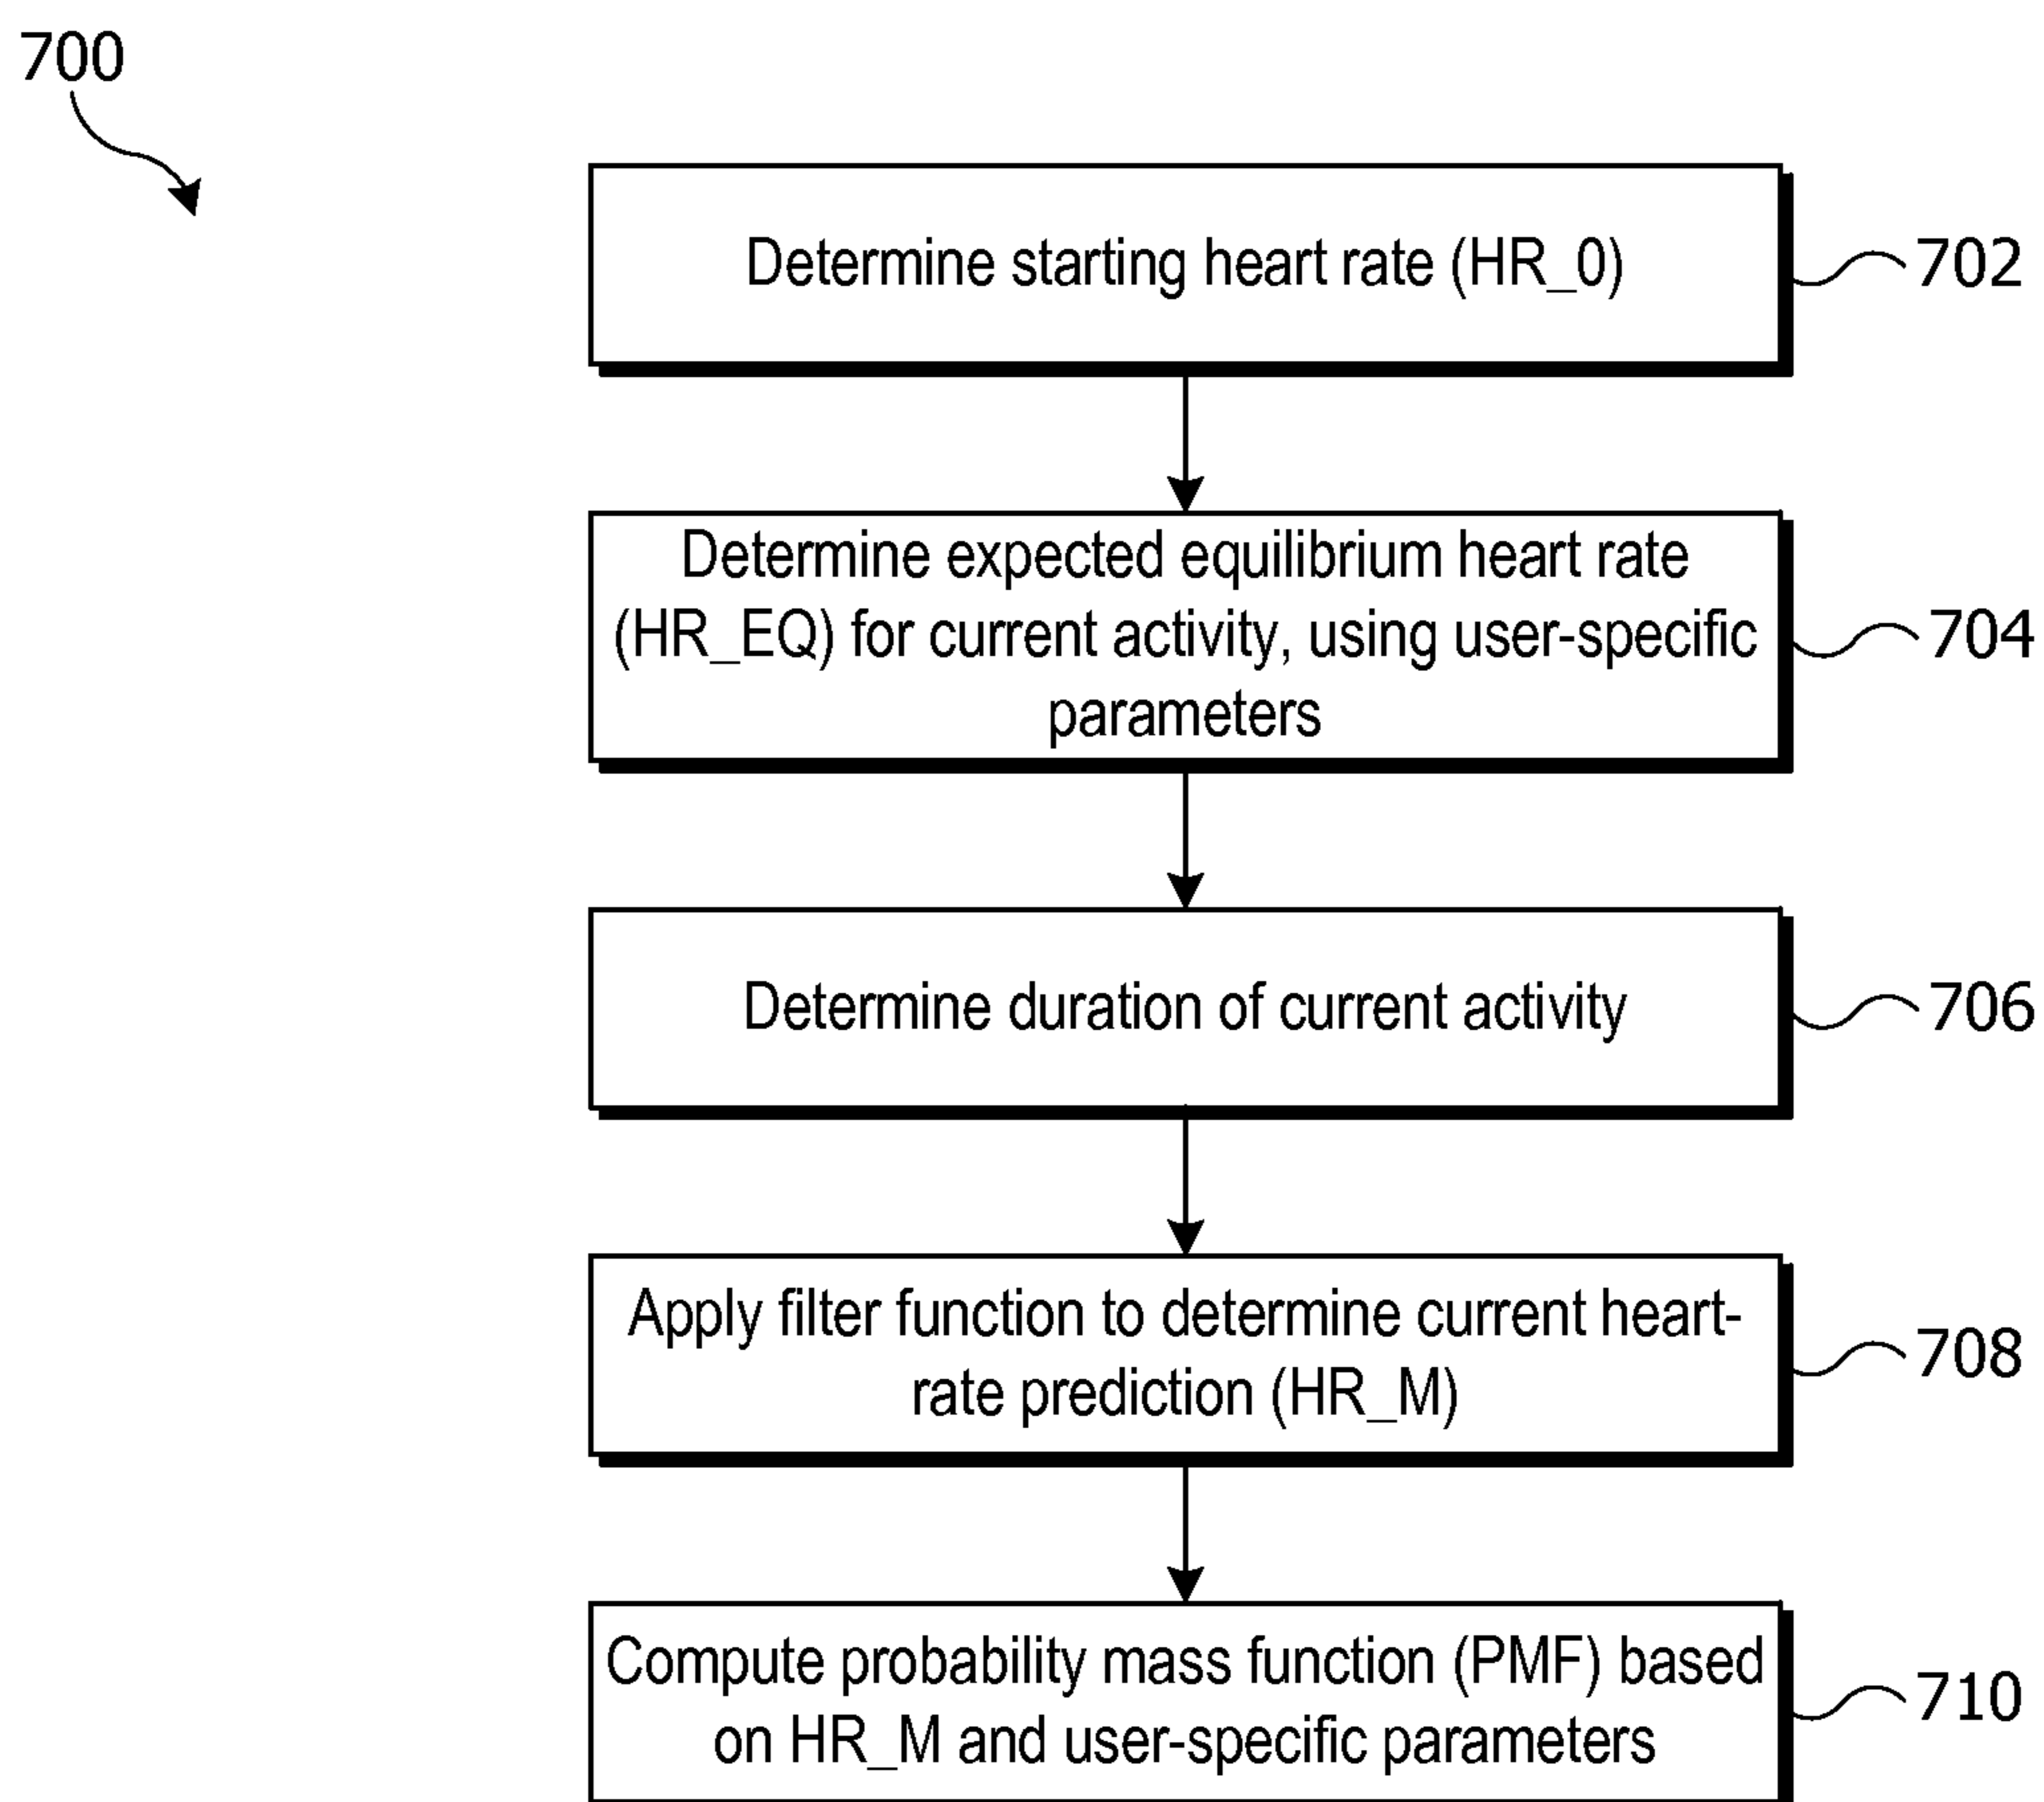 700
Determine starting heart rate (HR_0)
702
Determine expected equilibrium heart rate
(HR_EQ) for current activity, using user-specific
parameters
704
Determine duration of current activity
706
Apply filter function to determine current heart-
rate prediction (HR_M)
708
Compute probability mass function (PMF) based
on HR_M and user-specific parameters
710